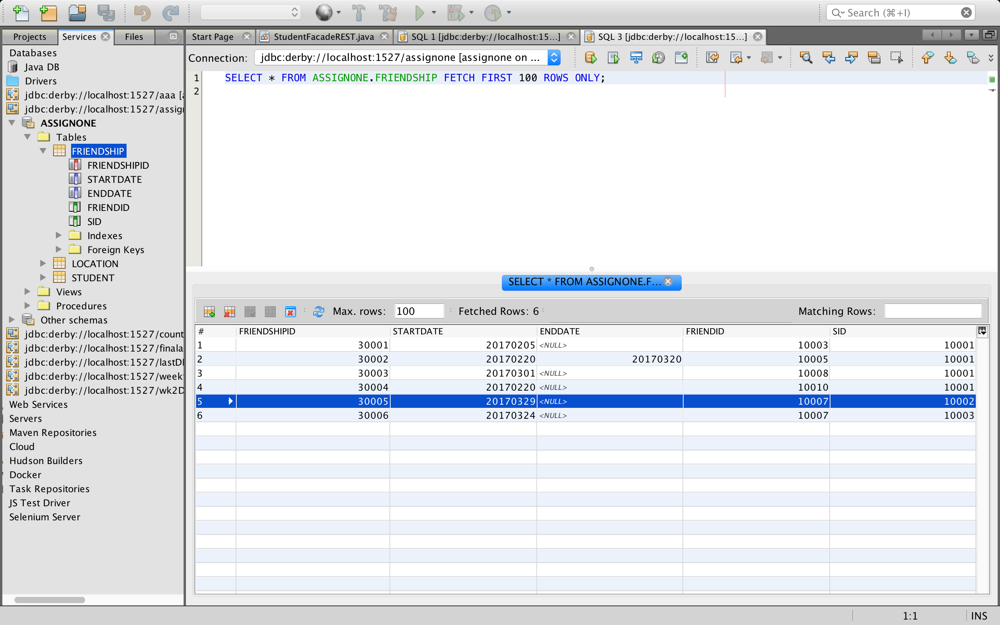 Search (⌘+I)
Projects Services Files
Start Page StudentFacadeREST.java SQL 1 [jdbc:derby://localhost:15...] SQL 3 [jdbc:derby://localhost:15...]
Connection: jdbc:derby://localhost:1527/assignone [assignone on ...
1 SELECT * FROM ASSIGNONE.FRIENDSHIP FETCH FIRST 100 ROWS ONLY;
2
Databases
Java DB
Drivers
jdbc:derby://localhost:1527/aaa [
jdbc:derby://localhost:1527/assig
ASSIGNONE
Tables
FRIENDSHIP
FRIENDSHIPID
STARTDATE
ENDDATE
FRIENDID
SID
Indexes
Foreign Keys
LOCATION
STUDENT
Views
Procedures
Other schemas
jdbc:derby://localhost:1527/count
jdbc:derby://localhost:1527/finala
jdbc:derby://localhost:1527/lastD
jdbc:derby://localhost:1527/week
jdbc:derby://localhost:1527/wk2D
Web Services
Servers
Maven Repositories
Cloud
Hudson Builders
Docker
Task Repositories
JS Test Driver
Selenium Server
SELECT * FROM ASSIGNONE.F...
Max. rows: 100 Fetched Rows: 6 Matching Rows:
# FRIENDSHIPID STARTDATE ENDDATE FRIENDID SID
1 30001 20170205 <NULL> 10003 10001
2 30002 20170220 20170320 10005 10001
3 30003 20170301 <NULL> 10008 10001
4 30004 20170220 <NULL> 10010 10001
5 30005 20170329 <NULL> 10007 10002
6 30006 20170324 <NULL> 10007 10003
1:1 INS